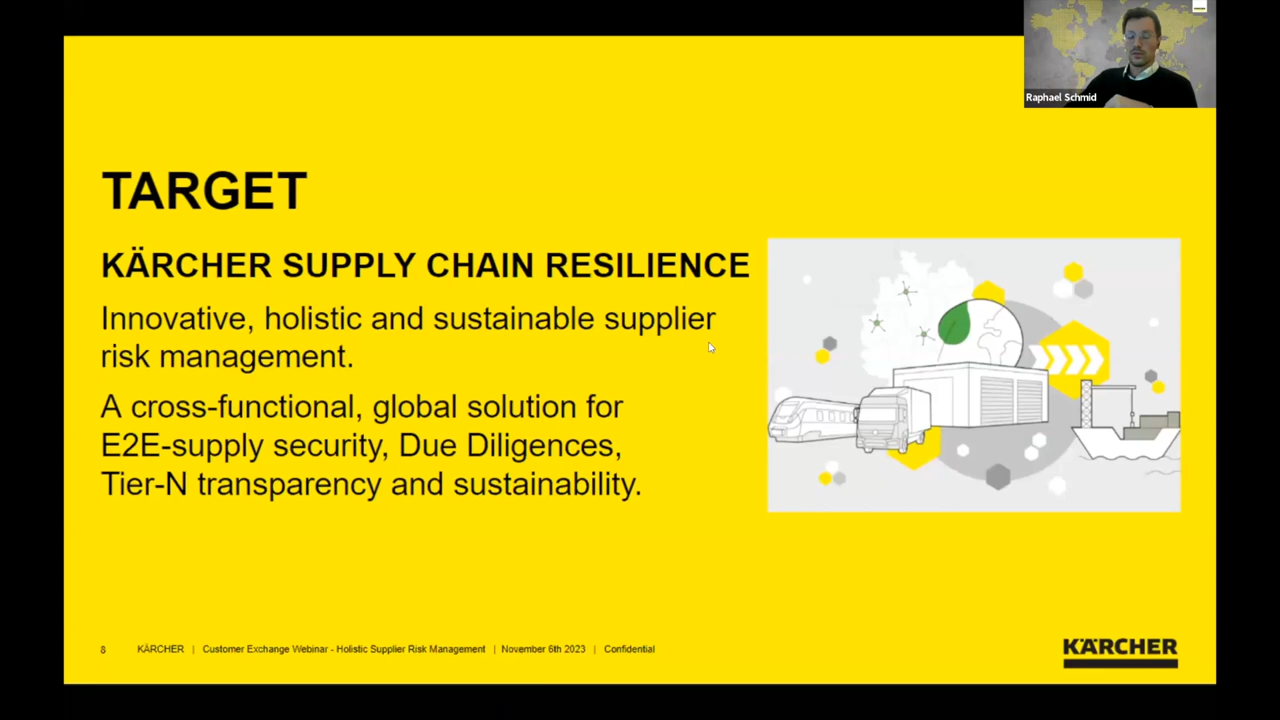 Raphael Schmid
TARGET
KÄRCHER SUPPLY CHAIN RESILIENCE
Innovative, holistic and sustainable supplier
risk management.
A cross-functional, global solution for
E2E-supply security, Due Diligences,
Tier-N transparency and sustainability.
8 KÄRCHER | Customer Exchange Webinar - Holistic Supplier Risk Management | November 6th 2023 | Confidential
KÄRCHER